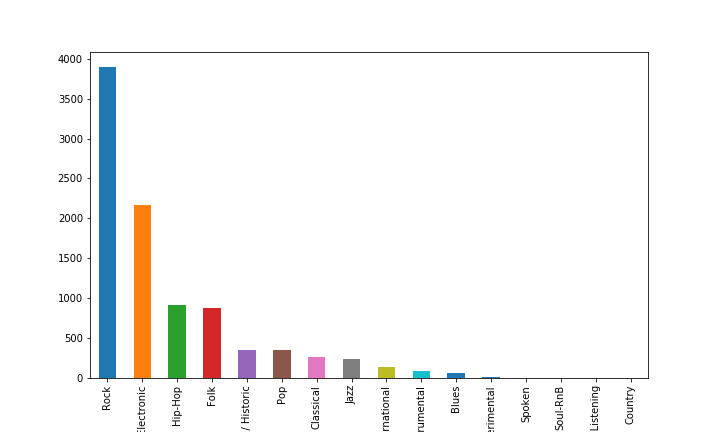 4000
3500
3000
2500
2000
1500
1000
500
0
Rock
Electronic
Hip-Hop
Folk
/ Historic
Pop
Classical
Jazz
rnational
rumental
Blues
erimental
Spoken
Soul-RnB
Listening
Country